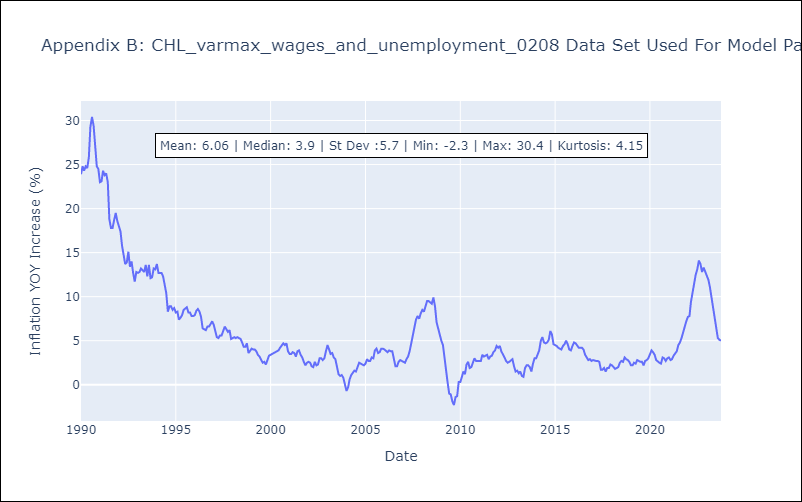 Appendix B: CHL_varmax_wages_and_unemployment_0208 Data Set Used For Model Pa
Mean: 6.06 | Median: 3.9 | St Dev :5.7 | Min: -2.3 | Max: 30.4 | Kurtosis: 4.15
Inflation YOY Increase (%)
30
25
20
15
10
5
0
1990 1995 2000 2005 2010 2015 2020
Date